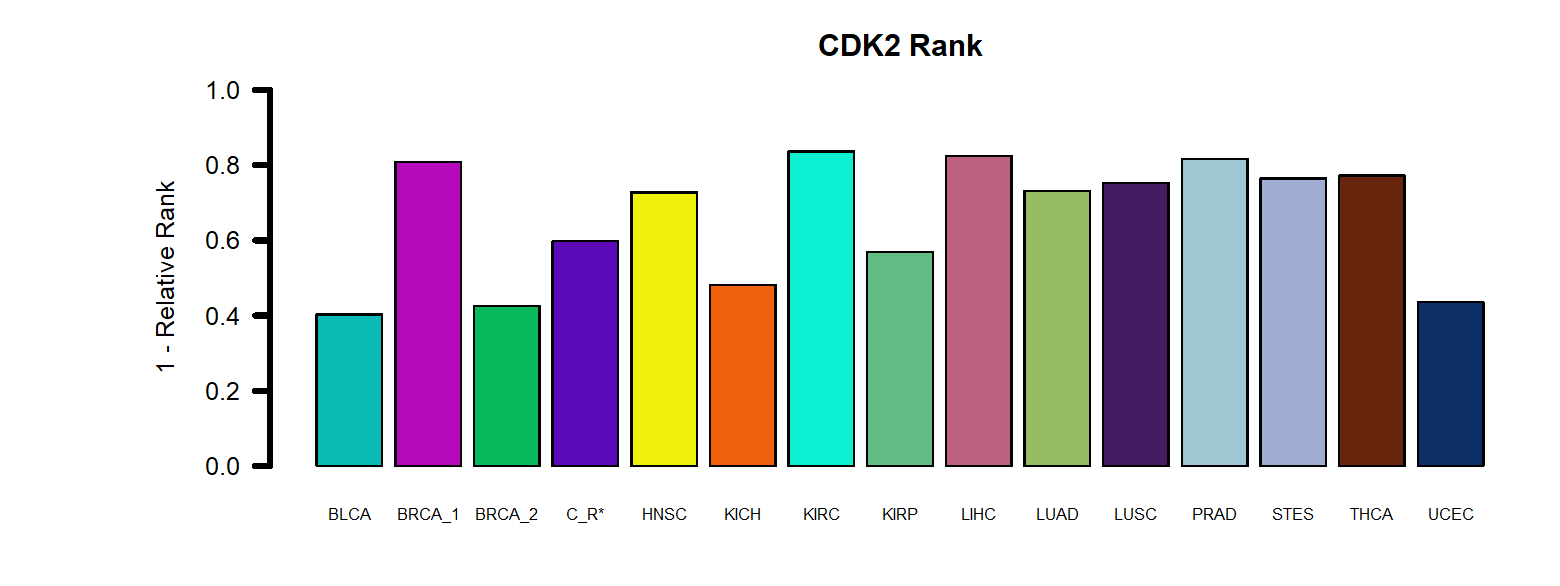 CDK2 Rank
1 - Relative Rank
1.0
0.8
0.6
0.4
0.2
0.0
BLCA BRCA_1 BRCA_2 C_R* HNSC KICH KIRC KIRP LIHC LUAD LUSC PRAD STES THCA UCEC